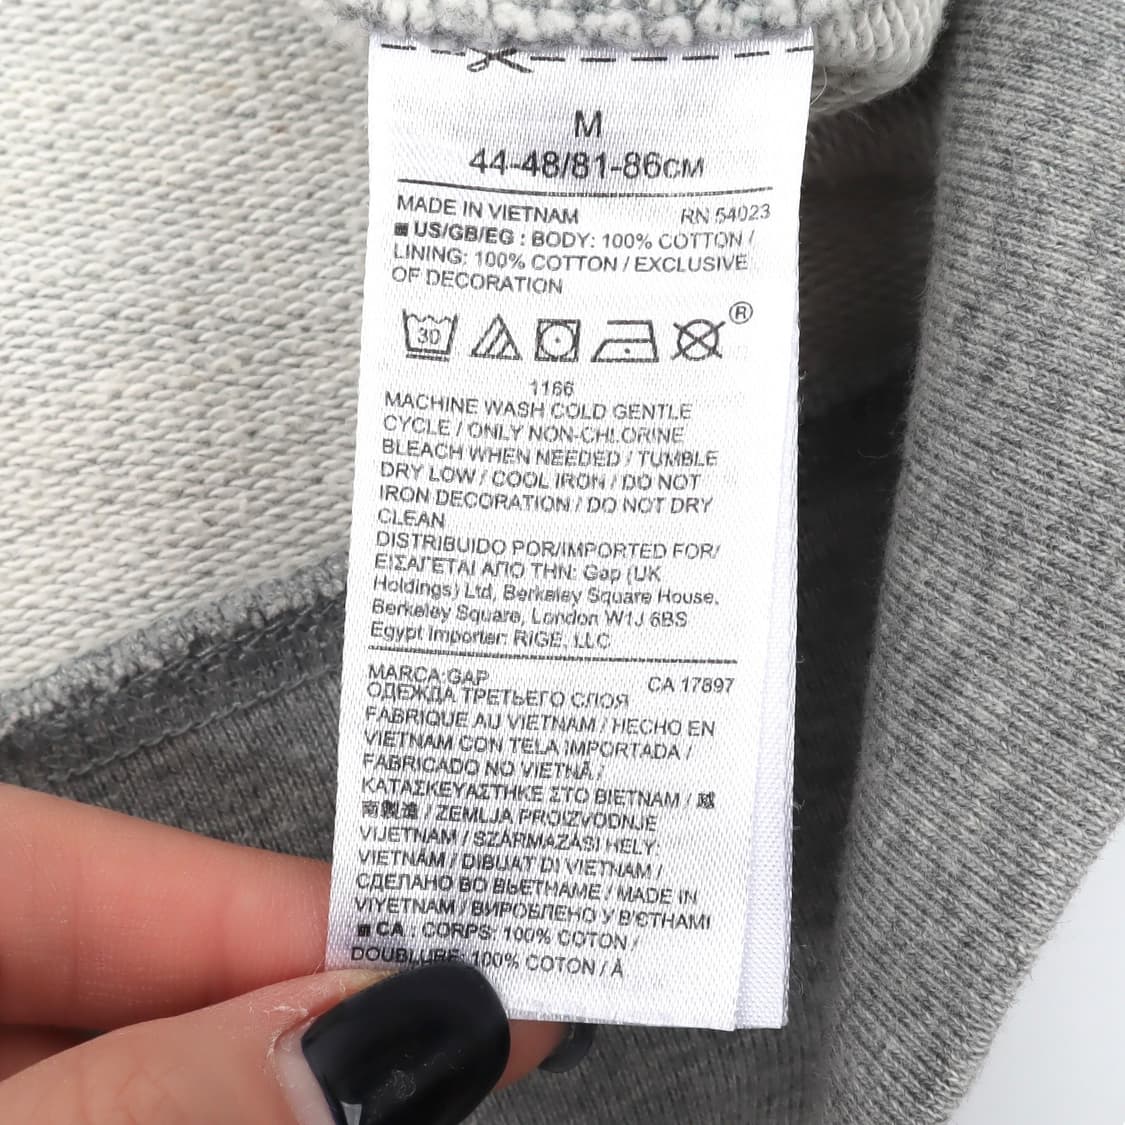 M
44-48/81-86CM
MADE IN VIETNAM RN 54023
US/GB/EG : BODY: 100% COTTON /
LINING: 100% COTTON / EXCLUSIVE
OF DECORATION
30 ®
1166
MACHINE WASH COLD GENTLE
CYCLE / ONLY NON-CHLORINE
BLEACH WHEN NEEDED / TUMBLE
DRY LOW / COOL IRON / DO NOT
IRON DECORATION / DO NOT DRY
CLEAN
DISTRIBUIDO POR/IMPORTED FOR/
ΕΙΣΑΓΕΤΑΙ ΑΠΟ ΤΗΝ: Gap (UK
Holdings) Ltd, Berkeley Square House,
Berkeley Square, London W1J 6BS
Egypt Importer: RIGE, LLC
MARCA:GAP CA 17897
ОДЕЖДА ТРЕТЬЕГО СЛОЯ
FABRIQUE AU VIETNAM / HECHO EN
VIETNAM CON TELA IMPORTADA /
FABRICADO NO VIETNÃ /
ΚΑΤΑΣΚΕΥΑΣΤΗΚΕ ΣΤΟ ΒΙΕΤΝΑΜ / 越
南製造 / ZEMLJA PROIZVODNJE
VIJETNAM / SZÁRMAZÁSI HELY:
VIETNÁM / DIBUAT DI VIETNAM /
СДЕЛАНО ВО ВЬЕТНАМЕ / MADE IN
VIYETNAM / ВИРОБЛЕНО У В'ЄТНАМІ
CA : CORPS: 100% COTON /
DOUBLURE: 100% COTON / À